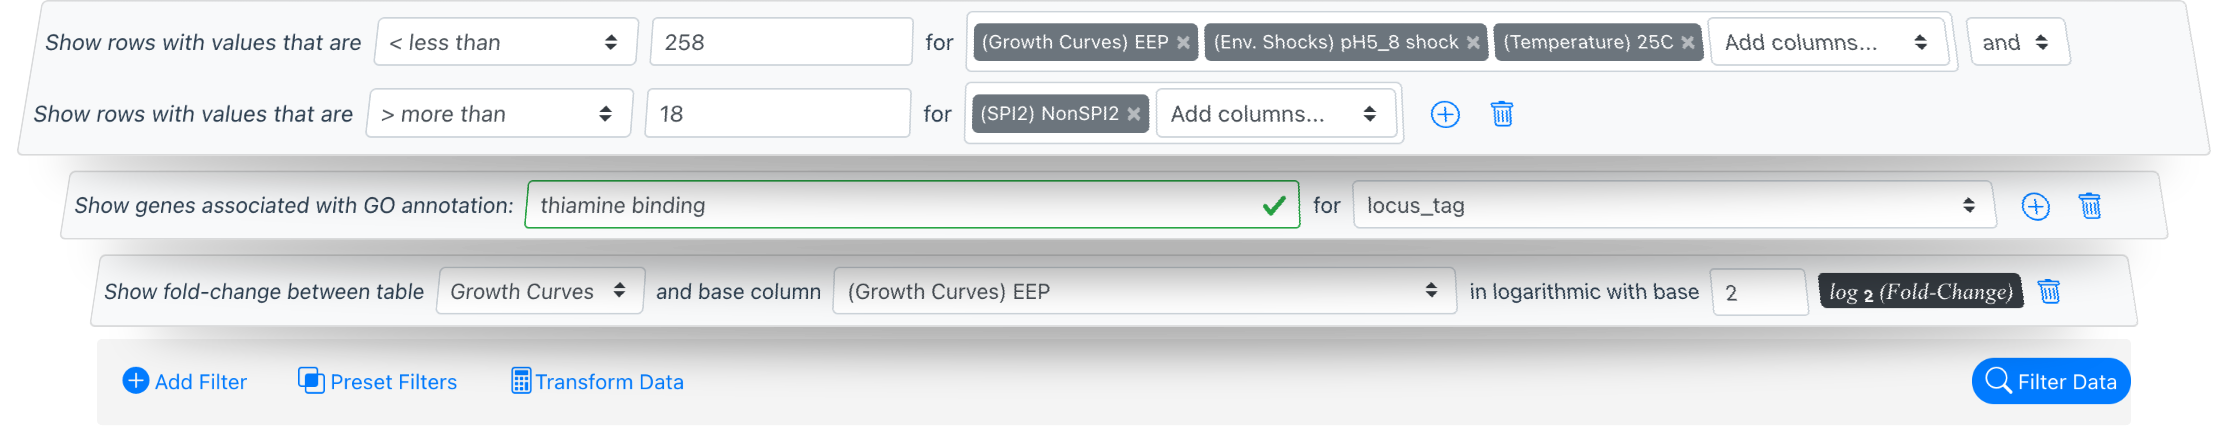 Show rows with values that are < less than 258 for (Growth Curves) EEP × (Env. Shocks) pH5_8 shock × (Temperature) 25C × Add columns... and
Show rows with values that are > more than 18 for (SPI2) NonSPI2 × Add columns...
Show genes associated with GO annotation: thiamine binding for locus_tag
Show fold-change between table Growth Curves and base column (Growth Curves) EEP in logarithmic with base 2 log 2 (Fold-Change)
Add Filter Preset Filters Transform Data Filter Data